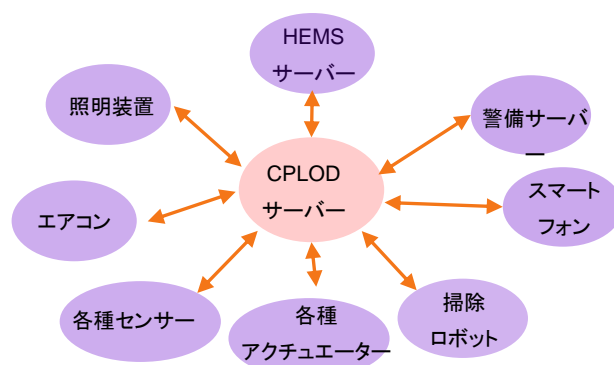 HEMS
サーバー
照明装置
警備サーバ
ー
CPLOD
サーバー
スマート
フォン
エアコン
各種センサー
各種
アクチュエーター
掃除
ロボット